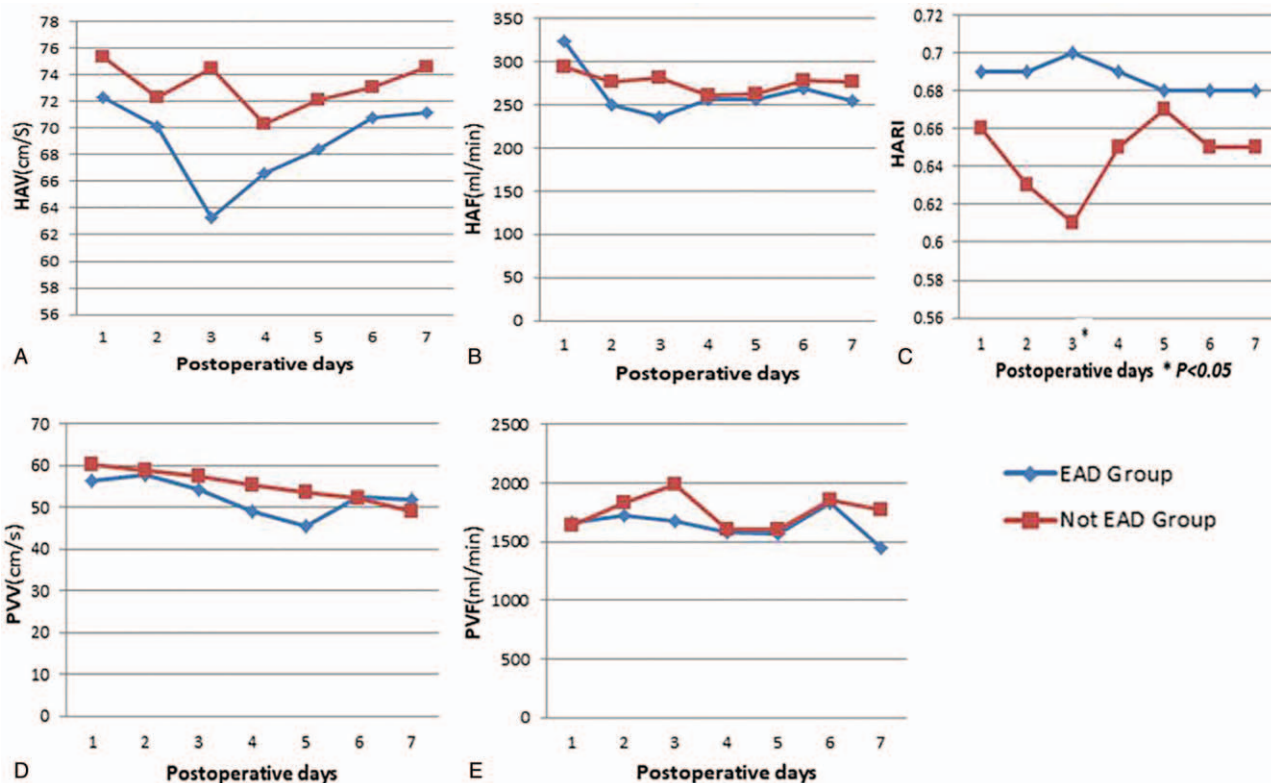 HAV(cm/S)
78
76
74
72
70
68
66
64
62
60
58
56
1 2 3 4 5 6 7
Postoperative days
A
HAF(ml/min)
350
300
250
200
150
100
50
0
1 2 3 4 5 6 7
Postoperative days
B
HARI
0.72
0.7
0.68
0.66
0.64
0.62
0.6
0.58
0.56
1 2 3* 4 5 6 7
Postoperative days * P<0.05
C
PVV(cm/s)
70
60
50
40
30
20
10
0
1 2 3 4 5 6 7
Postoperative days
D
PVF(ml/min)
2500
2000
1500
1000
500
0
1 2 3 4 5 6 7
Postoperative days
E
EAD Group
Not EAD Group